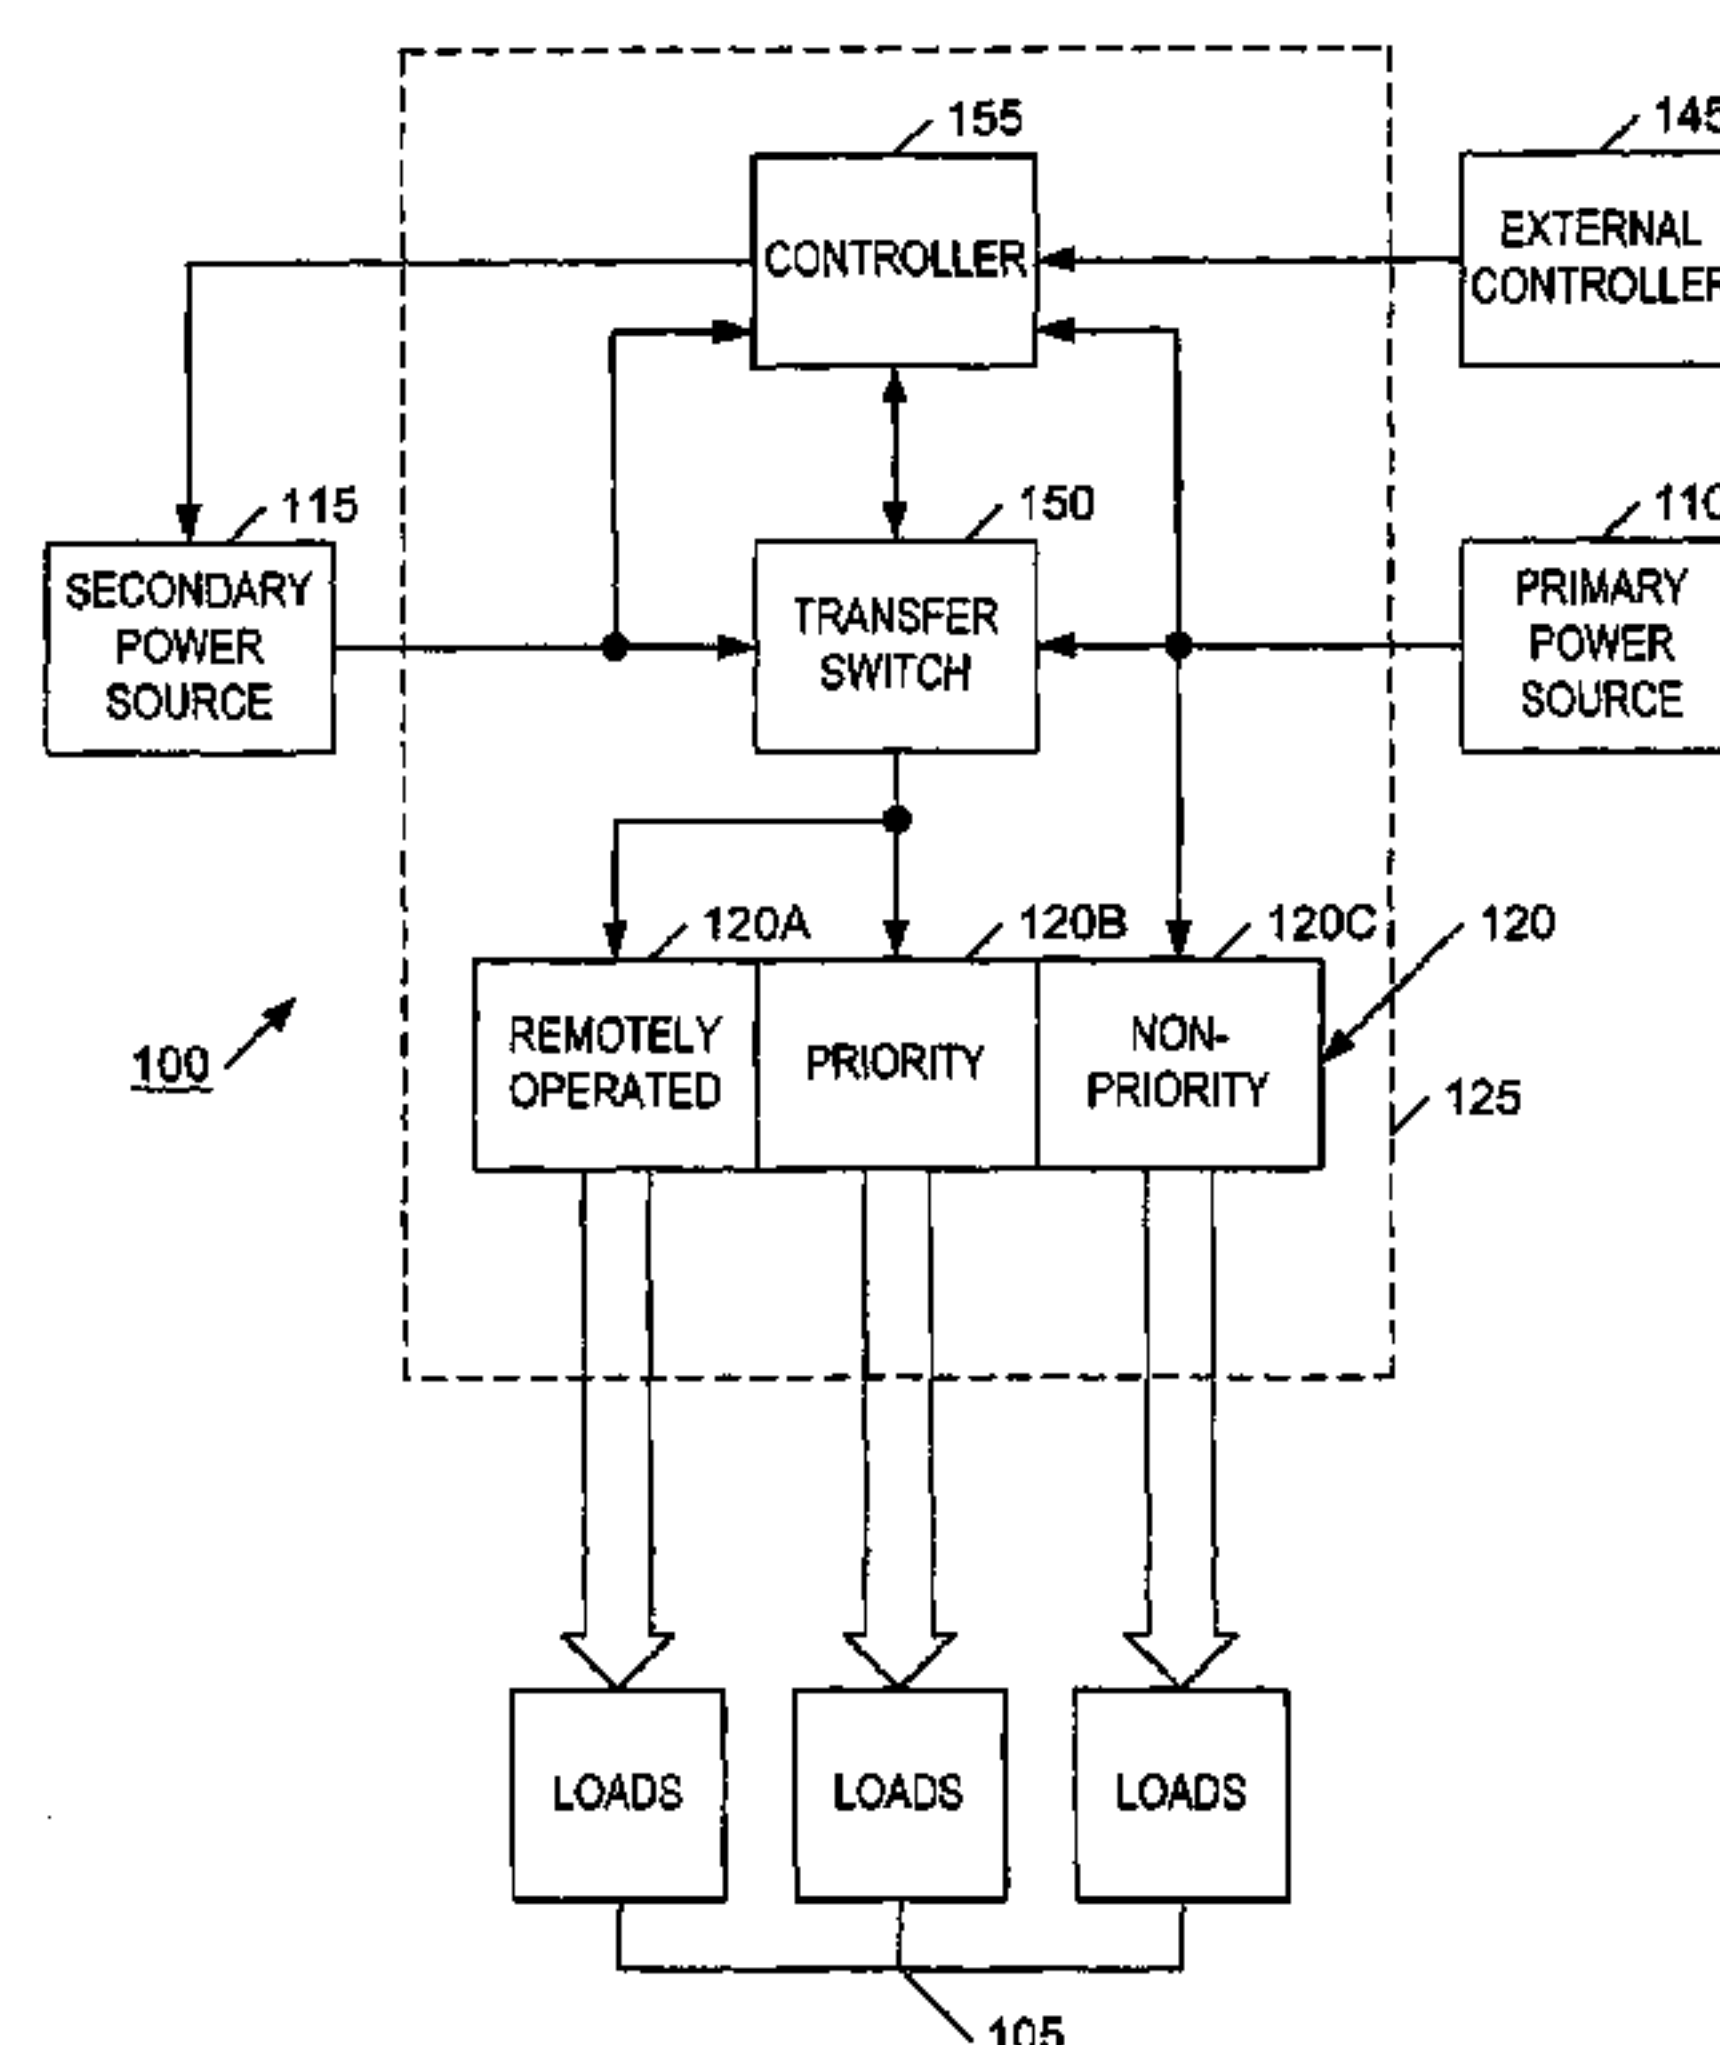 155
145
CONTROLLER
EXTERNAL
CONTROLLER
115
150
110
SECONDARY
POWER
SOURCE
TRANSFER
SWITCH
PRIMARY
POWER
SOURCE
120A
120B
120C
120
100
REMOTELY
OPERATED
PRIORITY
NON-
PRIORITY
125
LOADS
LOADS
LOADS
105